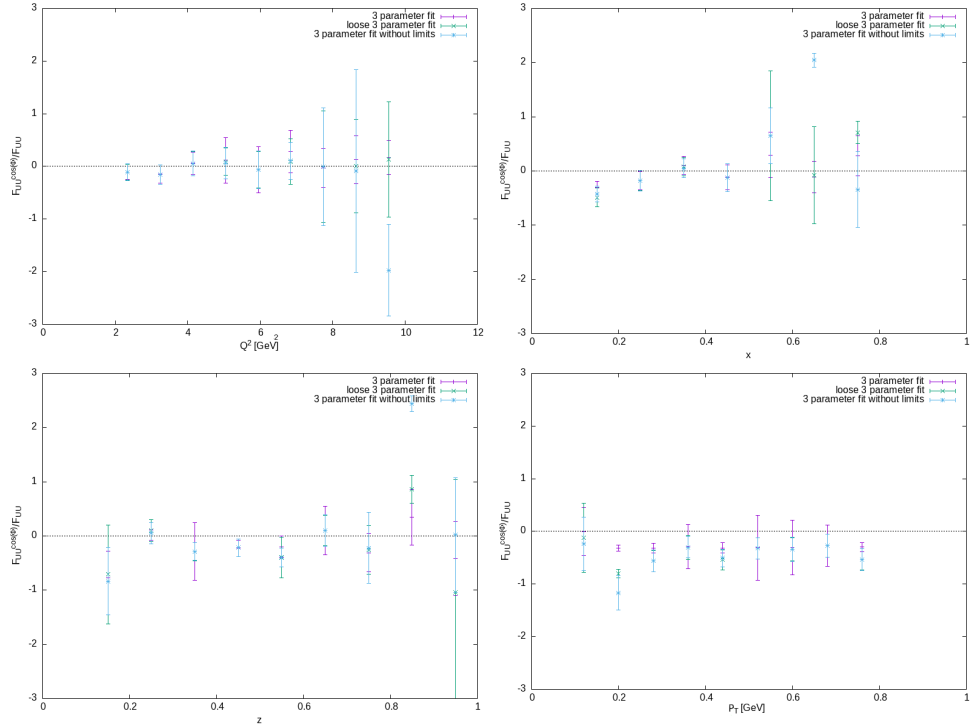 3
3 parameter fit
loose 3 parameter fit
3 parameter fit without limits
2
1
0
-1
-2
-3
F_UU^cos(Φ)/F_UU
0 2 4 6 8 10 12
Q² [GeV]²
3
3 parameter fit
loose 3 parameter fit
3 parameter fit without limits
2
1
0
-1
-2
-3
F_UU^cos(Φ)/F_UU
0 0.2 0.4 0.6 0.8 1
x
3
3 parameter fit
loose 3 parameter fit
3 parameter fit without limits
2
1
0
-1
-2
-3
F_UU^cos(Φ)/F_UU
0 0.2 0.4 0.6 0.8 1
z
3
3 parameter fit
loose 3 parameter fit
3 parameter fit without limits
2
1
0
-1
-2
-3
F_UU^cos(Φ)/F_UU
0 0.2 0.4 0.6 0.8 1
P_T [GeV]